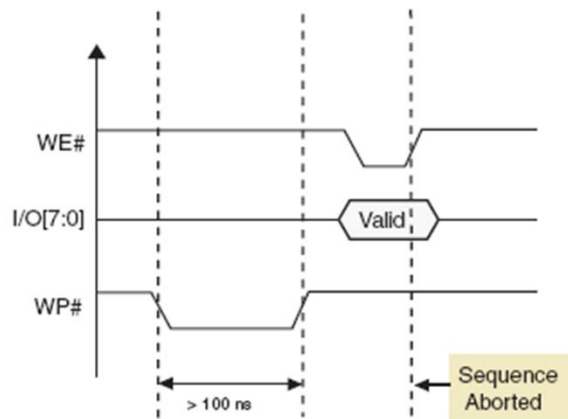 WE#
I/O[7:0]
Valid
WP#
> 100 ns
Sequence
Aborted